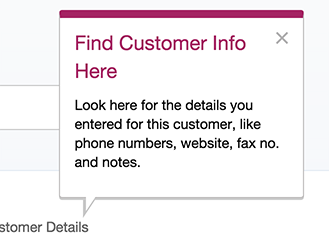 Find Customer Info
Here
Look here for the details you
entered for this customer, like
phone numbers, website, fax no.
and notes.
stomer Details